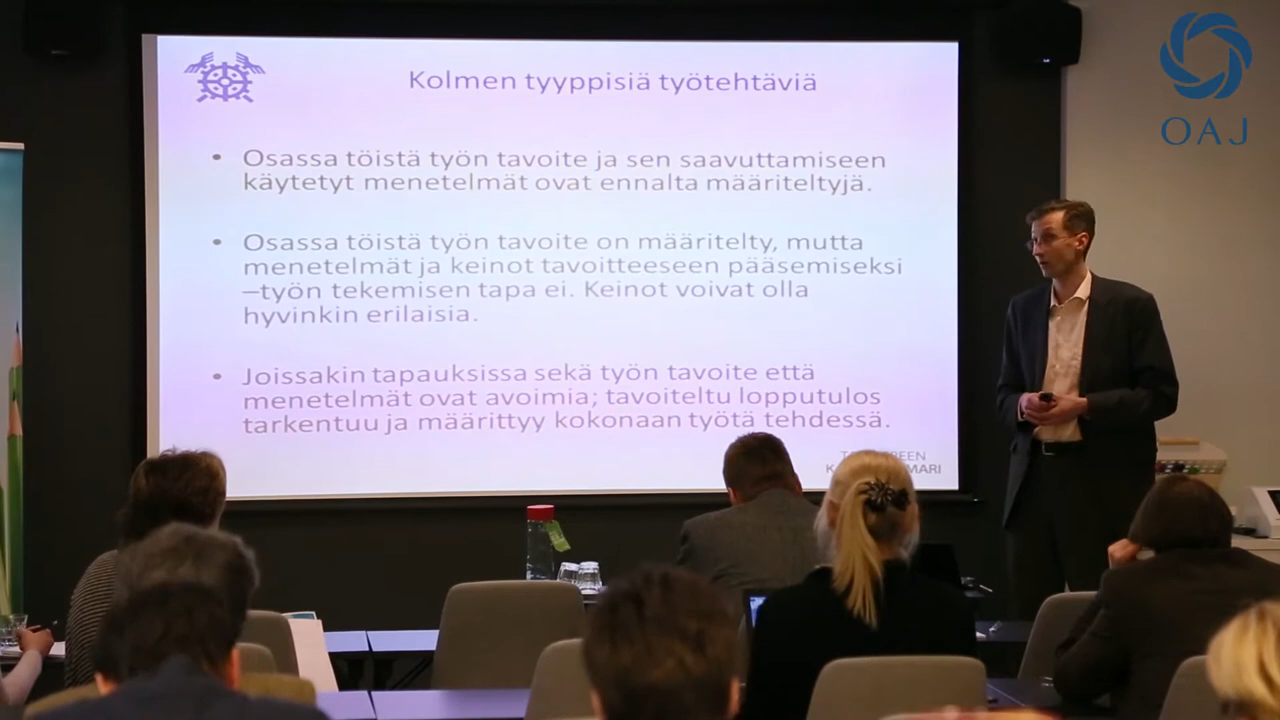 OAJ
Kolmen tyyppisiä työtehtäviä
• Osassa töistä työn tavoite ja sen saavuttamiseen
käytetyt menetelmät ovat ennalta määriteltyjä.
• Osassa töistä työn tavoite on määritelty, mutta
menetelmät ja keinot tavoitteeseen pääsemiseksi
–työn tekemisen tapa ei. Keinot voivat olla
hyvinkin erilaisia.
• Joissakin tapauksissa sekä työn tavoite että
menetelmät ovat avoimia; tavoiteltu lopputulos
tarkentuu ja määrittyy kokonaan työtä tehdessä.